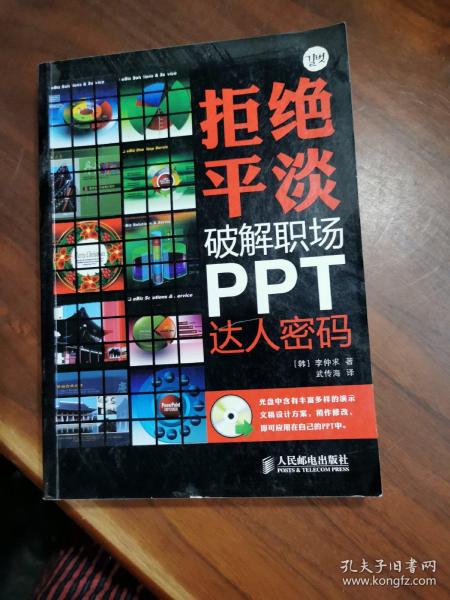 길벗
拒绝
平淡
破解职场
PPT
达人密码
[韩] 李仲求 著
武传海 译
光盘中含有丰富多样的演示
文稿设计方案，稍作修改、
即可应用在自己的PPT中。
人民邮电出版社
POSTS & TELECOM PRESS
孔夫子旧书网
www.kongfz.com